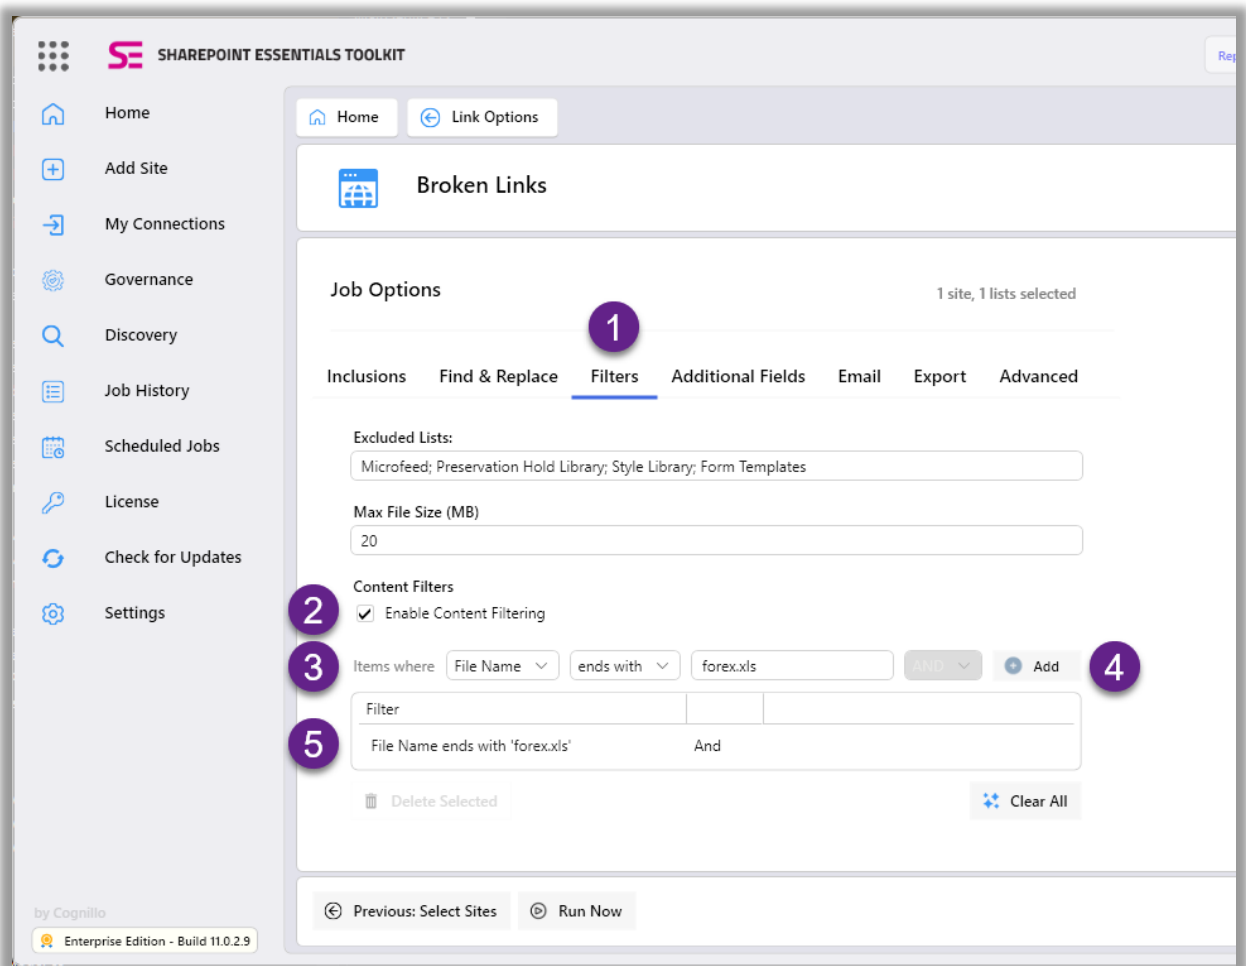 SE SHAREPOINT ESSENTIALS TOOLKIT
Rep
Home
Add Site
My Connections
Governance
Discovery
Job History
Scheduled Jobs
License
Check for Updates
Settings
by Cognillo
Enterprise Edition - Build 11.0.2.9
Home Link Options
Broken Links
Job Options 1 site, 1 lists selected
1
Inclusions Find & Replace Filters Additional Fields Email Export Advanced
Excluded Lists:
Microfeed; Preservation Hold Library; Style Library; Form Templates
Max File Size (MB)
20
Content Filters
2 Enable Content Filtering
3 Items where File Name ends with forex.xls AND Add 4
Filter
5 File Name ends with 'forex.xls' And
Delete Selected Clear All
Previous: Select Sites Run Now